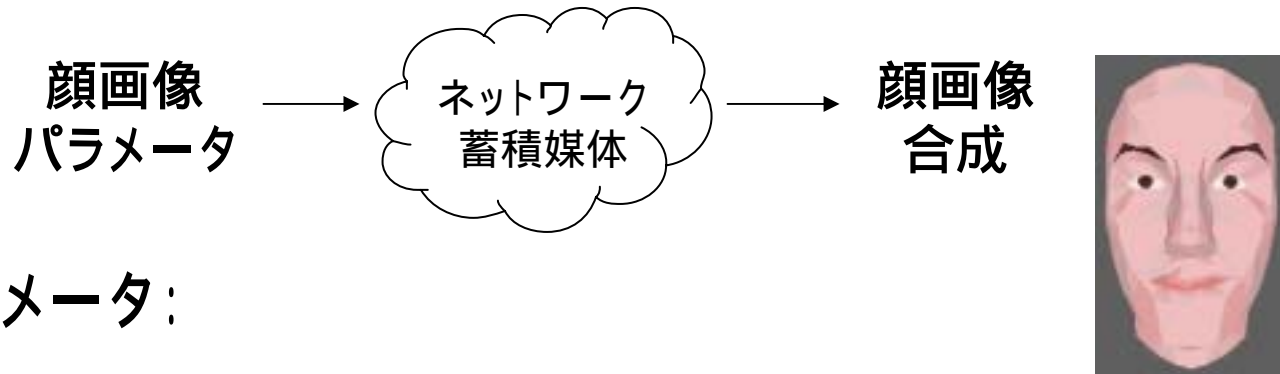 顔画像
パラメータ
ネットワーク
蓄積媒体
顔画像
合成
メータ: